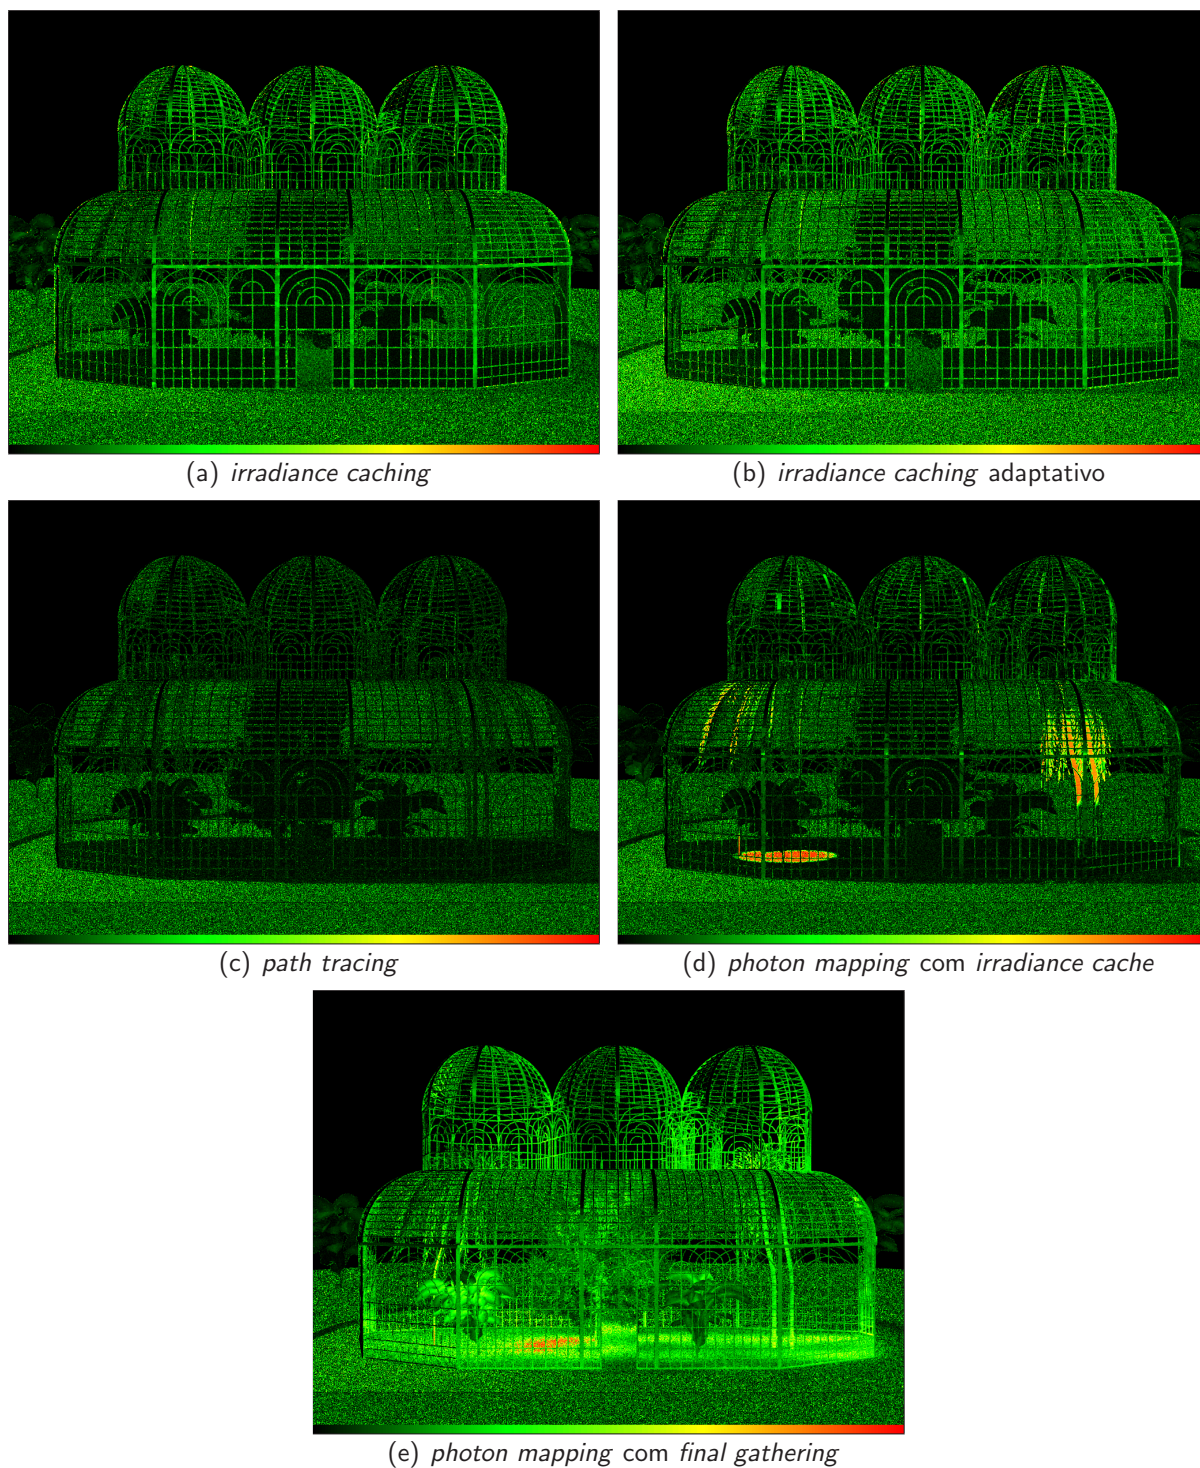 (a) irradiance caching
(b) irradiance caching adaptativo
(c) path tracing
(d) photon mapping com irradiance cache
(e) photon mapping com final gathering